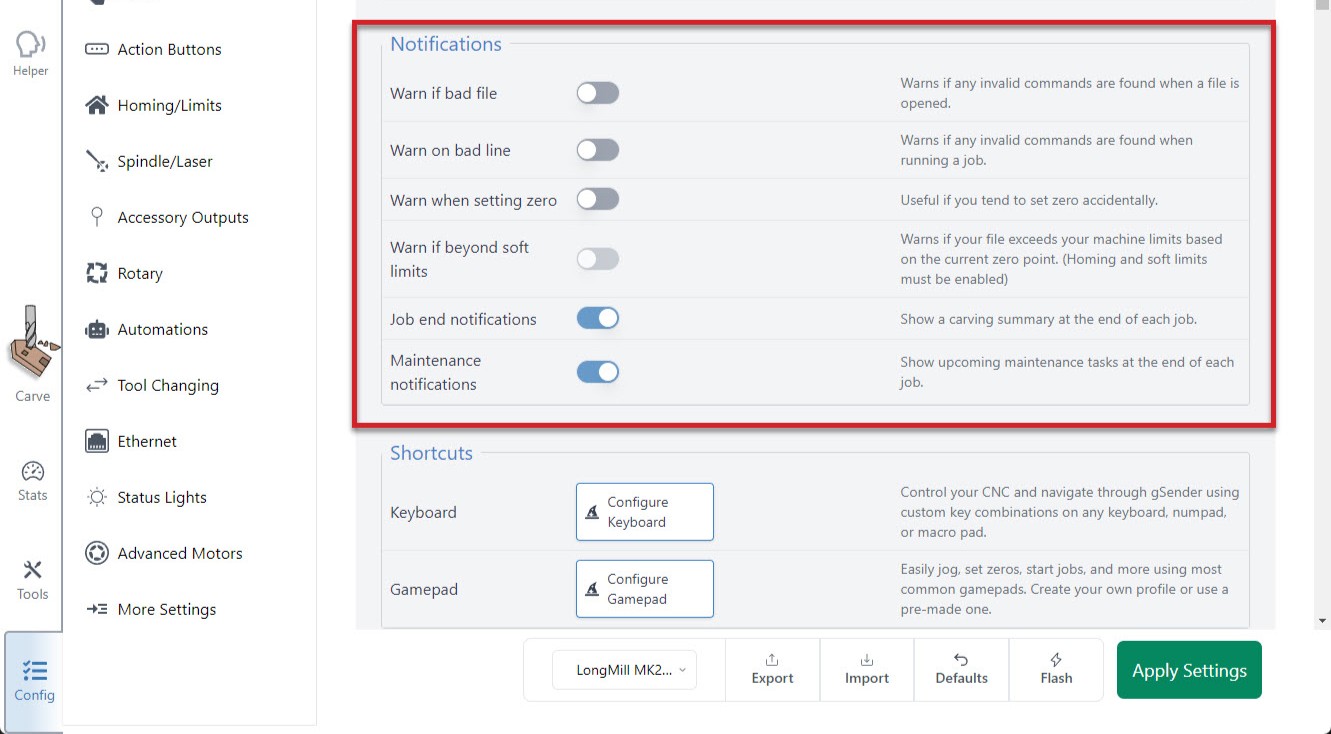 Helper
Carve
Stats
Tools
Config
Action Buttons
Homing/Limits
Spindle/Laser
Accessory Outputs
Rotary
Automations
Tool Changing
Ethernet
Status Lights
Advanced Motors
More Settings
Notifications
Warn if bad file
Warns if any invalid commands are found when a file is
opened.
Warn on bad line
Warns if any invalid commands are found when
running a job.
Warn when setting zero
Useful if you tend to set zero accidentally.
Warn if beyond soft
limits
Warns if your file exceeds your machine limits based
on the current zero point. (Homing and soft limits
must be enabled)
Job end notifications
Show a carving summary at the end of each job.
Maintenance
notifications
Show upcoming maintenance tasks at the end of each
job.
Shortcuts
Keyboard
Configure
Keyboard
Control your CNC and navigate through gSender using
custom key combinations on any keyboard, numpad,
or macro pad.
Gamepad
Configure
Gamepad
Easily jog, set zeros, start jobs, and more using most
common gamepads. Create your own profile or use a
pre-made one.
LongMill MK2...
Export
Import
Defaults
Flash
Apply Settings